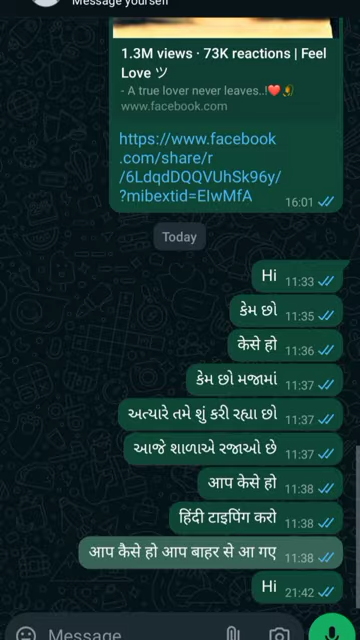 Message yourself
1.3M views · 73K reactions | Feel
Love ツ
- A true lover never leaves..!❤️🧚
www.facebook.com
https://www.facebook
.com/share/r
/6LdqdDQQVUhSk96y/
?mibextid=EIwMfA
16:01
Today
Hi 11:33
કેમ છો 11:35
केसे हो 11:36
કેમ છો મજામાં 11:37
અત્યારે તમે શું કરી રહ્યા છો 11:37
આજે શાળાએ રજાઓ છે 11:37
आप केसे हो 11:38
हिंदी टाइपिंग करो 11:38
आप कैसे हो आप बाहर से आ गए 11:38
Hi 21:42
Message